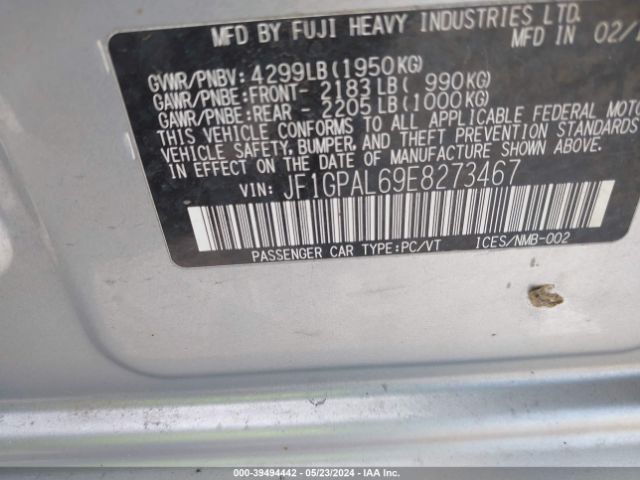 MFD BY FUJI HEAVY INDUSTRIES LTD.
MFD IN 02/
GVWR/PNBV: 4299LB(1950KG)
GAWR/PNBE:FRONT- 2183LB( 990KG)
GAWR/PNBE:REAR - 2205LB(1000KG)
THIS VEHICLE CONFORMS TO ALL APPLICABLE FEDERAL MOTO
VEHICLE SAFETY, BUMPER, AND THEFT PREVENTION STANDARDS
IN EFFECT ON THE DATE OF MANUFACTURE SHOWN ABOVE.
VIN: JF1GPAL69E8273467
PASSENGER CAR TYPE:PC/VT ICES/NMB-002
000-39494442 - 05/23/2024 - IAAI.COM